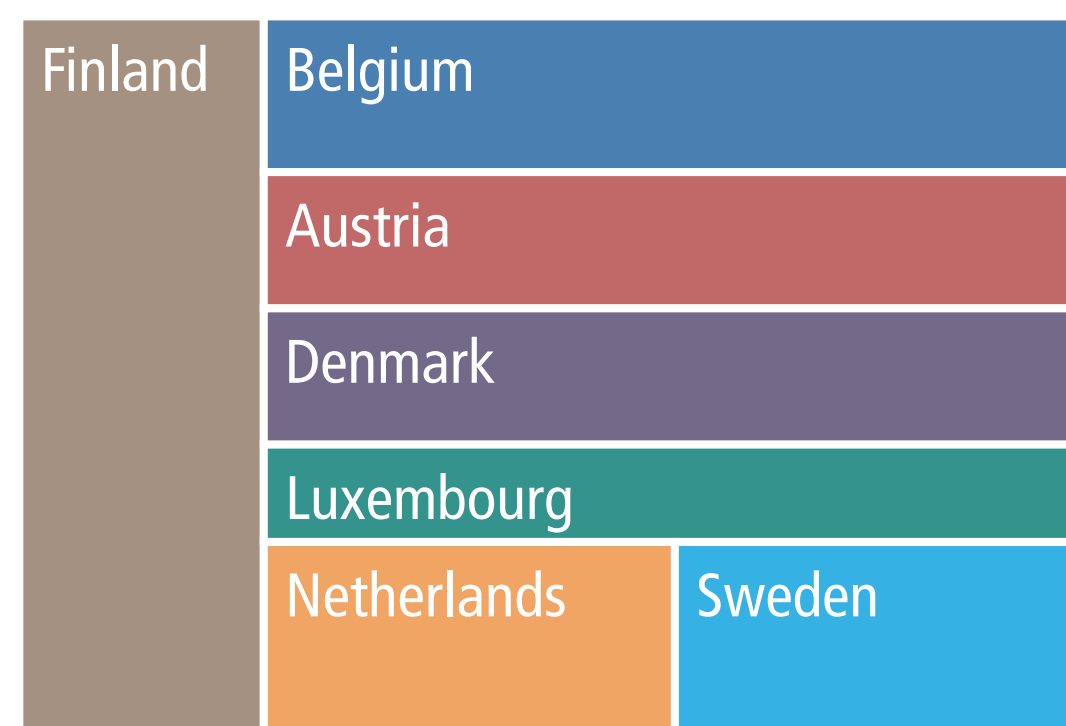 Finland
Belgium
Austria
Denmark
Luxembourg
Netherlands
Sweden